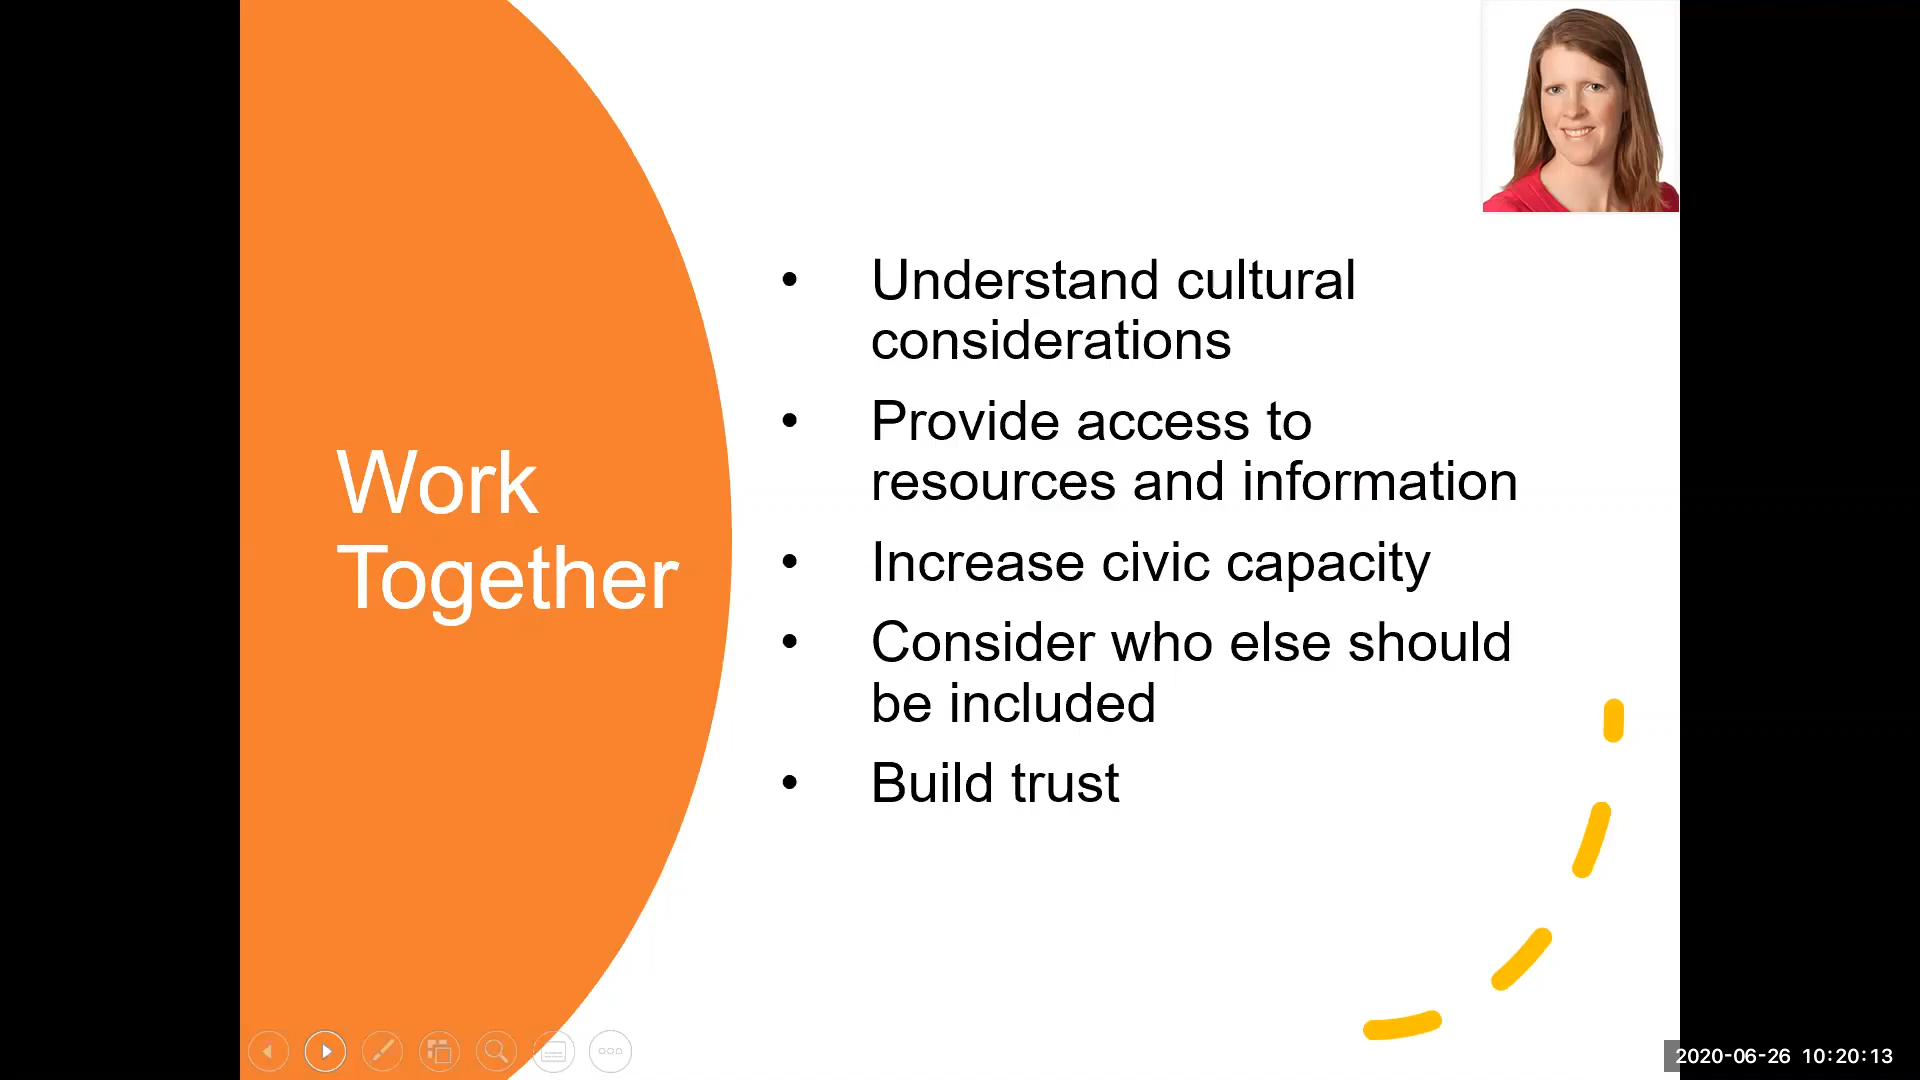 Work
Together
• Understand cultural
considerations
• Provide access to
resources and information
• Increase civic capacity
• Consider who else should
be included
• Build trust
2020-06-26 10:20:13